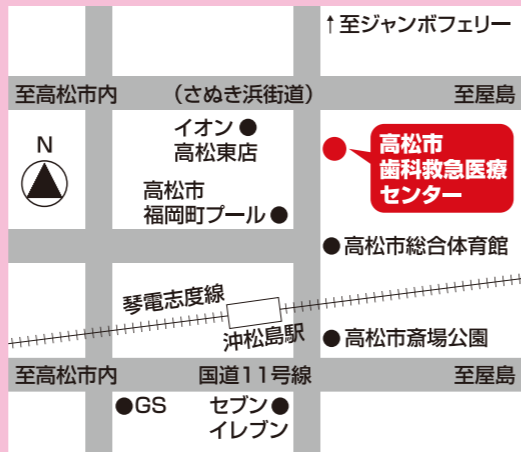 ↑至ジャンボフェリー
至高松市内
(さぬき浜街道)
至屋島
N
イオン●
高松東店
高松市
歯科救急医療
センター
高松市
福岡町プール●
●高松市総合体育館
琴電志度線
沖松島駅
●高松市斎場公園
至高松市内
国道11号線
至屋島
●GS
セブン●
イレブン